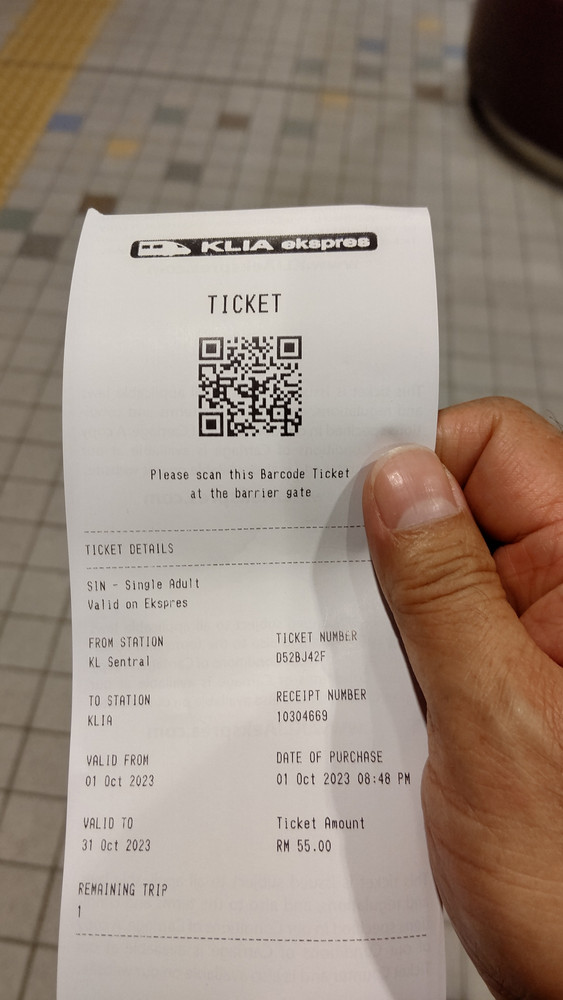 KLIA ekspres
TICKET
Please scan this Barcode Ticket
at the barrier gate
TICKET DETAILS
SIN - Single Adult
Valid on Ekspres
FROM STATION
KL Sentral
TICKET NUMBER
D52BJ42F
TO STATION
KLIA
RECEIPT NUMBER
10304669
VALID FROM
01 Oct 2023
DATE OF PURCHASE
01 Oct 2023 08:48 PM
VALID TO
31 Oct 2023
Ticket Amount
RM 55.00
REMAINING TRIP
1